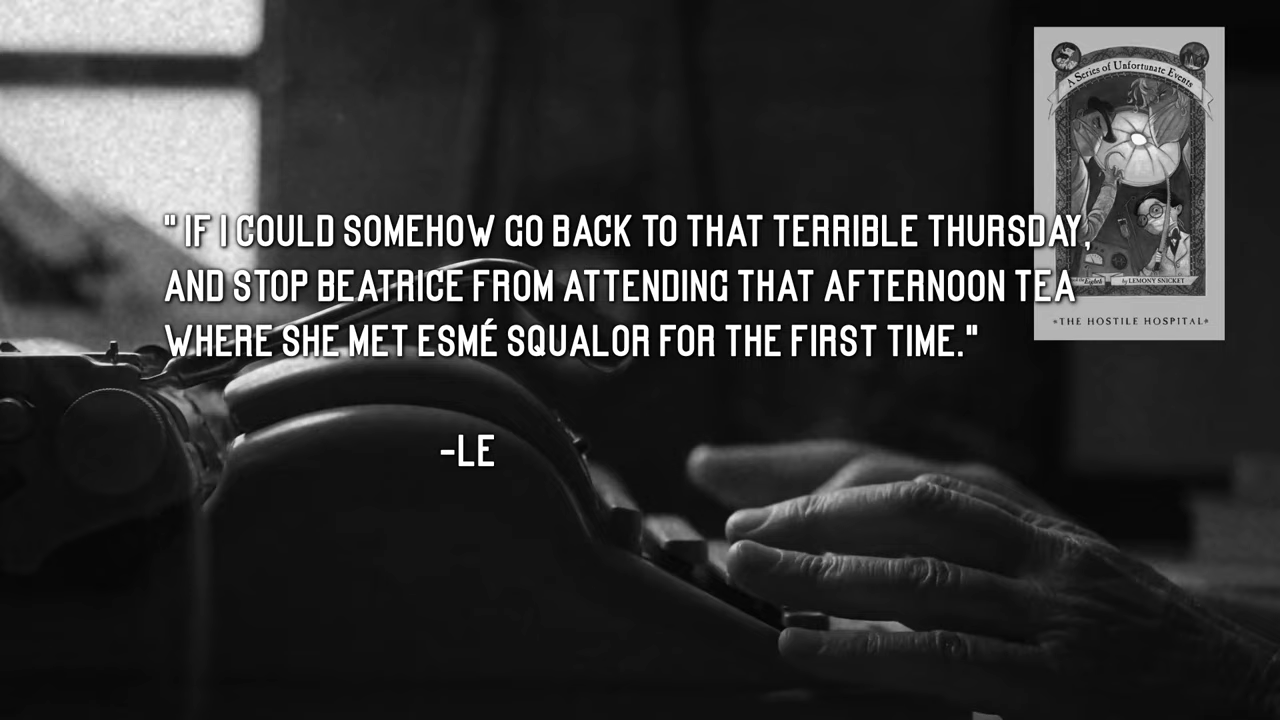 " IF I COULD SOMEHOW GO BACK TO THAT TERRIBLE THURSDAY,
AND STOP BEATRICE FROM ATTENDING THAT AFTERNOON TEA
WHERE SHE MET ESMÉ SQUALOR FOR THE FIRST TIME."
-LE
A Series of Unfortunate Events
by LEMONY SNICKET
*THE HOSTILE HOSPITAL*